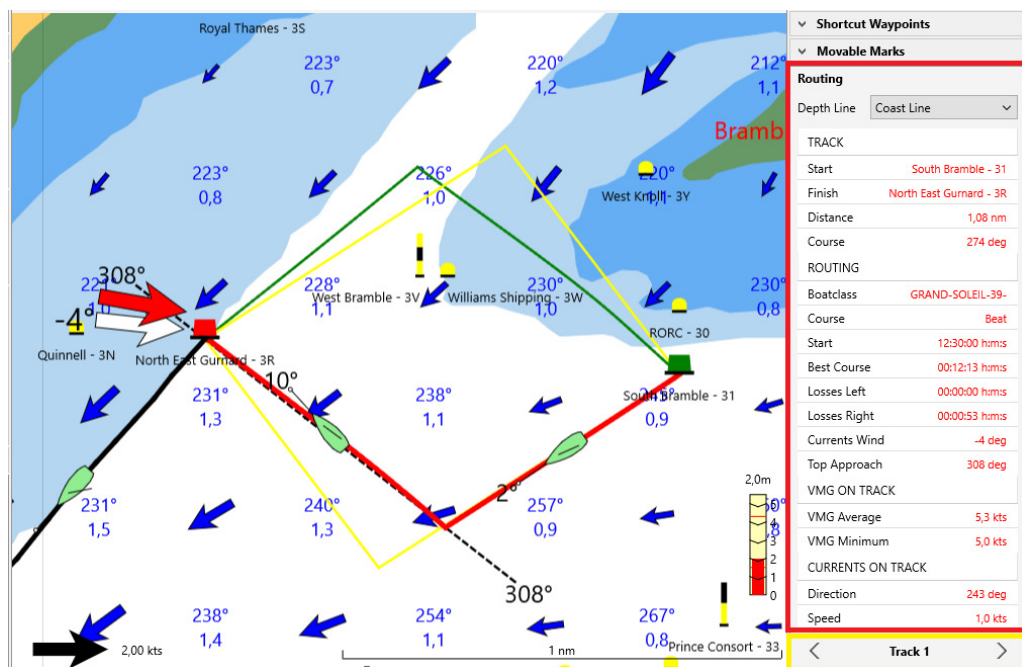 Royal Thames - 3S
223°
0,7
220°
1,2
212°
1,1
Bramb
223°
0,8
226°
1,0
220°
1,1
West Knoll - 3Y
308°
-4°
228°
1,1
West Bramble - 3V
Williams Shipping - 3W
230°
1,0
230°
0,8
RORC - 30
Quinnell - 3N
North East Gurnard - 3R
10°
231°
1,3
238°
1,1
South Bramble - 31
0,9
2°
231°
1,5
240°
1,3
257°
0,9
308°
2,0m
5
4
3
2
1
0
238°
1,4
254°
1,1
267°
0,8
Prince Consort - 33
2,00 kts
1 nm
Shortcut Waypoints
Movable Marks
Routing
Depth Line Coast Line
TRACK
Start South Bramble - 31
Finish North East Gurnard - 3R
Distance 1,08 nm
Course 274 deg
ROUTING
Boatclass GRAND-SOLEIL-39-
Course Beat
Start 12:30:00 h:m:s
Best Course 00:12:13 h:m:s
Losses Left 00:00:00 h:m:s
Losses Right 00:00:53 h:m:s
Currents Wind -4 deg
Top Approach 308 deg
VMG ON TRACK
VMG Average 5,3 kts
VMG Minimum 5,0 kts
CURRENTS ON TRACK
Direction 243 deg
Speed 1,0 kts
Track 1